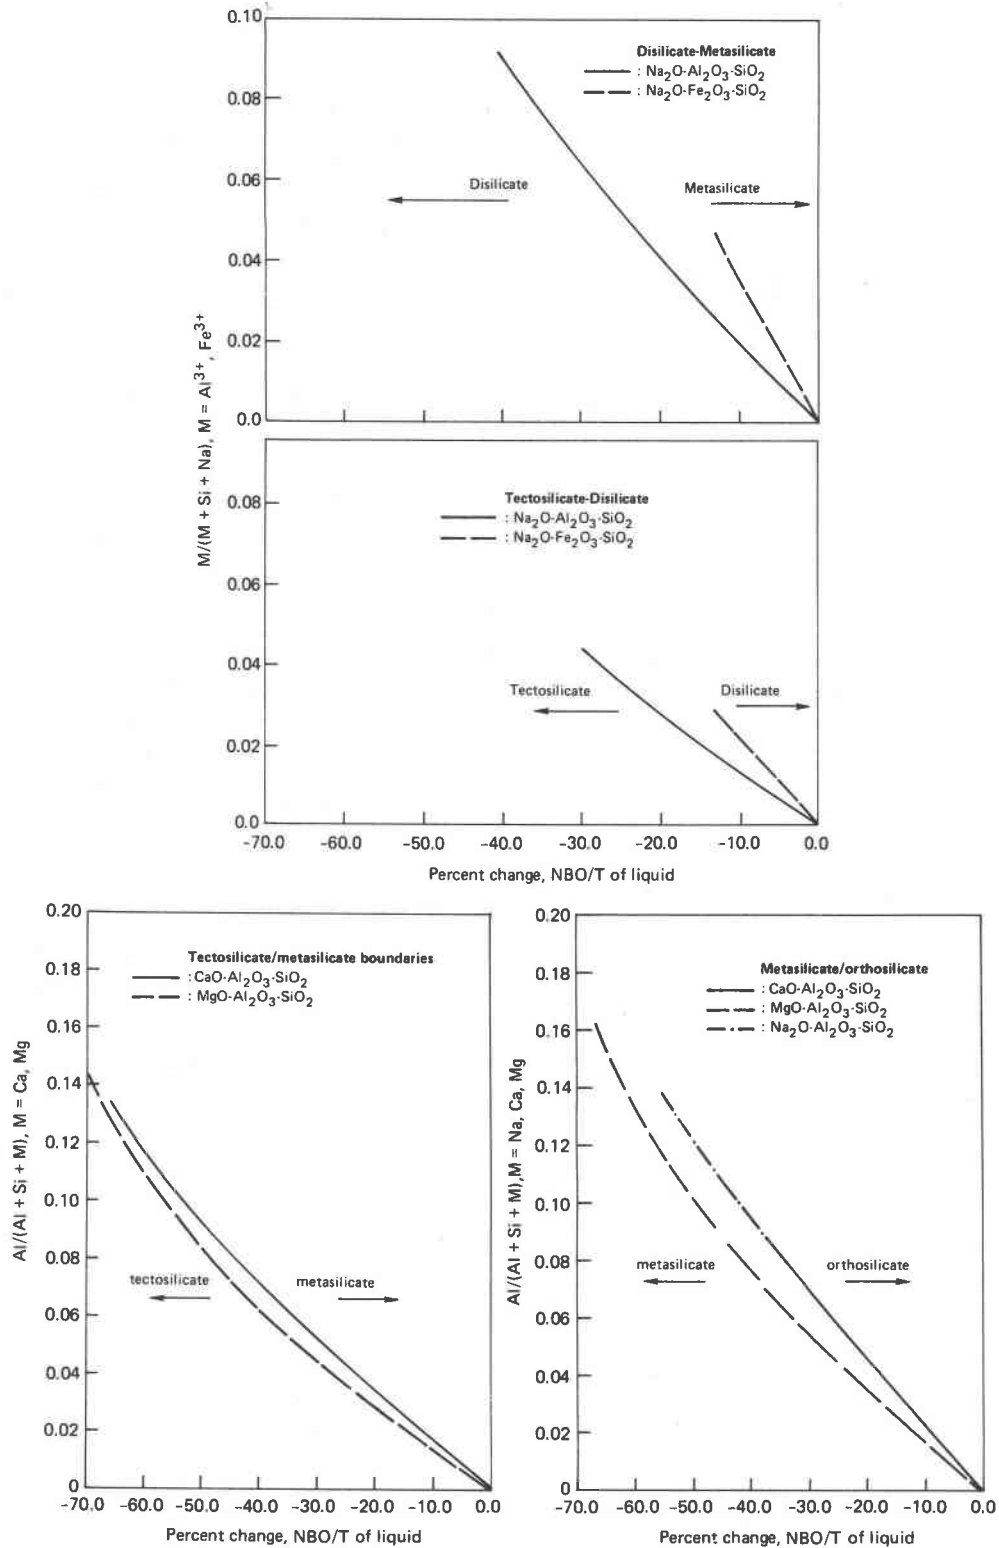 0.10
Disilicate-Metasilicate
: Na2O-Al2O3-SiO2
: Na2O-Fe2O3-SiO2
0.08
0.06
Disilicate
Metasilicate
0.04
0.02
0.0
M/(M + Si + Na), M = Al3+, Fe3+
Tectosilicate-Disilicate
: Na2O-Al2O3-SiO2
: Na2O-Fe2O3-SiO2
0.08
0.06
0.04
Tectosilicate
Disilicate
0.02
0.0
-70.0 -60.0 -50.0 -40.0 -30.0 -20.0 -10.0 0.0
Percent change, NBO/T of liquid
0.20
Tectosilicate/metasilicate boundaries
: CaO-Al2O3-SiO2
: MgO-Al2O3-SiO2
0.18
0.16
0.14
0.12
0.10
0.08
tectosilicate
metasilicate
0.06
0.04
0.02
0
Al/(Al + Si + M), M = Ca, Mg
-70.0 -60.0 -50.0 -40.0 -30.0 -20.0 -10.0 0.0
Percent change, NBO/T of liquid
0.20
Metasilicate/orthosilicate
: CaO-Al2O3-SiO2
: MgO-Al2O3-SiO2
: Na2O-Al2O3-SiO2
0.18
0.16
0.14
0.12
0.10
0.08
metasilicate
orthosilicate
0.06
0.04
0.02
0
Al/(Al + Si + M), M = Na, Ca, Mg
-70.0 -60.0 -50.0 -40.0 -30.0 -20.0 -10.0 0.0
Percent change, NBO/T of liquid